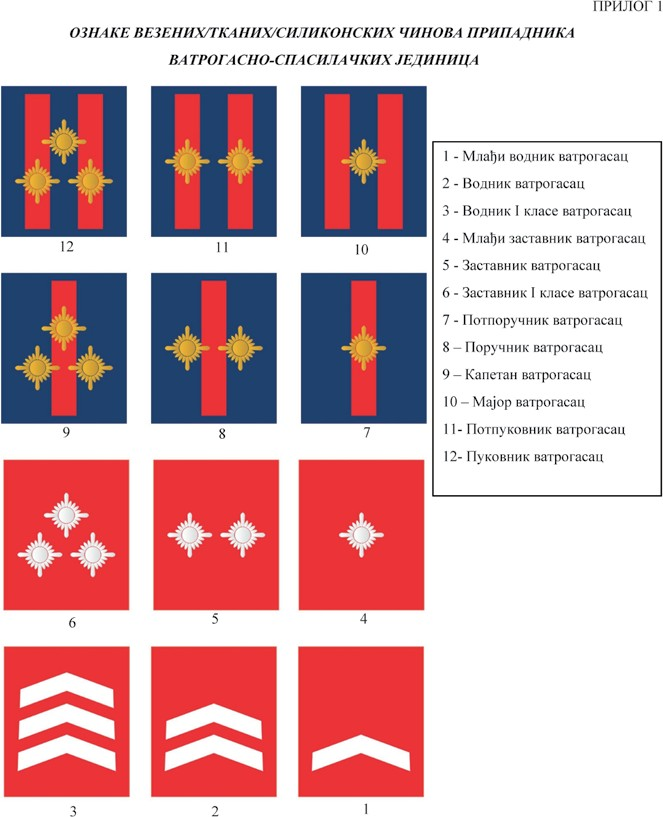 ПРИЛОГ 1
ОЗНАКЕ ВЕЗЕНИХ/ТКАНИХ/СИЛИКОНСКИХ ЧИНОВА ПРИПАДНИКА
ВАТРОГАСНО-СПАСИЛАЧКИХ ЈЕДИНИЦА
12 11 10
1 - Млађи водник ватрогасац
2 - Водник ватрогасац
3 - Водник I класе ватрогасац
4 - Млађи заставник ватрогасац
5 - Заставник ватрогасац
6 - Заставник I класе ватрогасац
7 - Потпоручник ватрогасац
8 – Поручник ватрогасац
9 – Капетан ватрогасац
10 – Мајор ватрогасац
11- Потпуковник ватрогасац
12- Пуковник ватрогасац
9 8 7
6 5 4
3 2 1